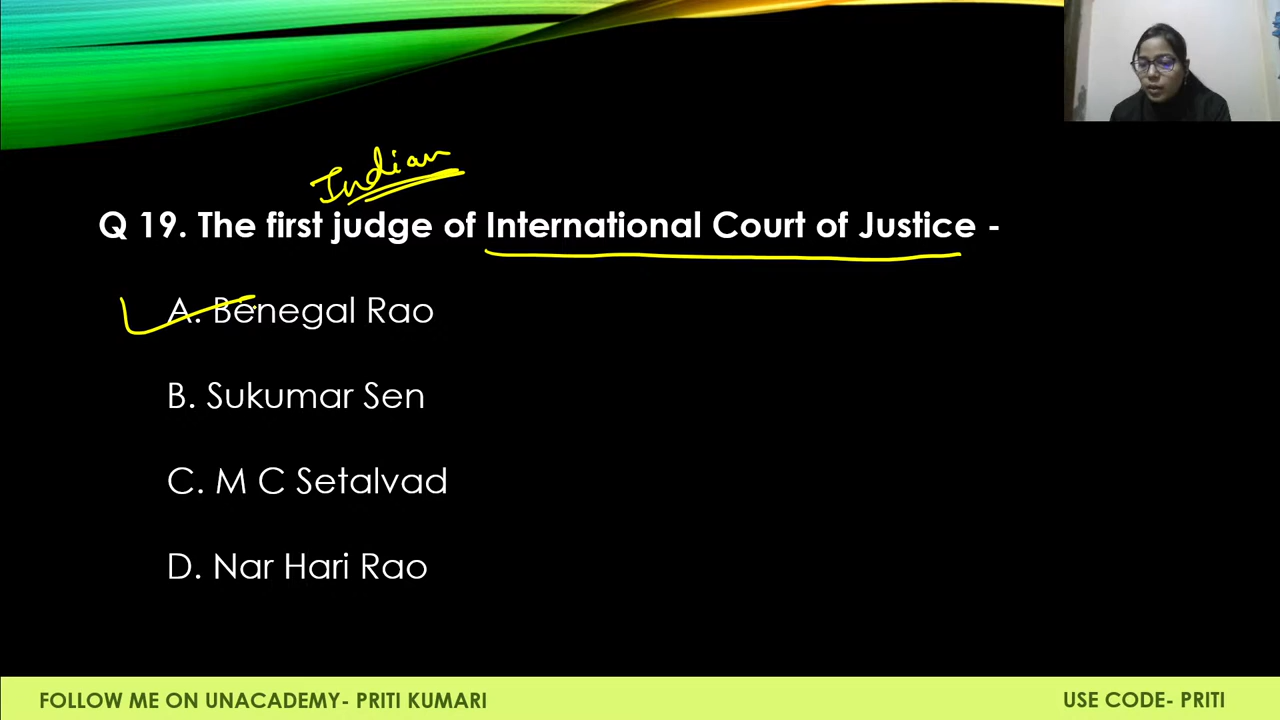 Indian
Q 19. The first judge of International Court of Justice -
A. Benegal Rao
B. Sukumar Sen
C. M C Setalvad
D. Nar Hari Rao
FOLLOW ME ON UNACADEMY- PRITI KUMARI
USE CODE- PRITI